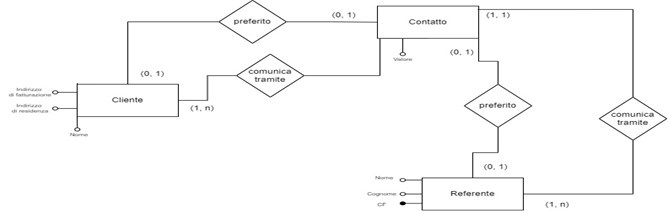 preferito
(0, 1)
Contatto
(1, 1)
Valore
(0, 1)
(0, 1)
comunica
tramite
Indirizzo
di fatturazione
Cliente
(1, n)
Indirizzo
di residenza
Nome
preferito
comunica
tramite
(0, 1)
Nome
Cognome
Referente
CF
(1, n)